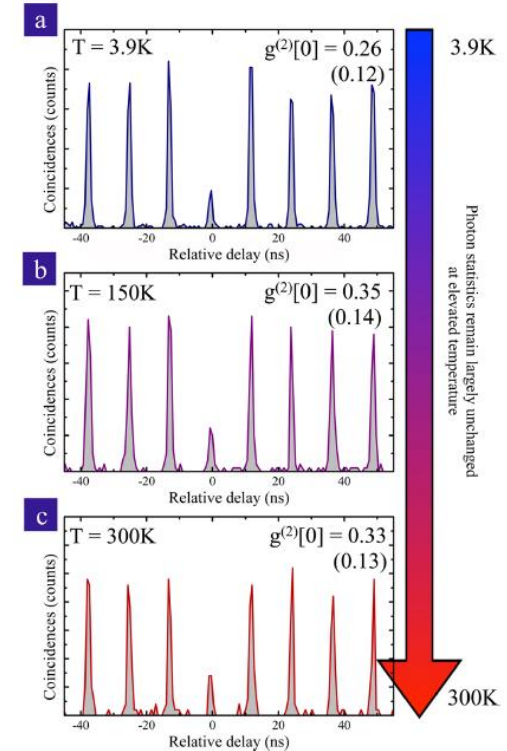 a
T = 3.9K
g⁽²⁾[0] = 0.26
(0.12)
Coincidences (counts)
-40 -20 0 20 40
Relative delay (ns)
b
T = 150K
g⁽²⁾[0] = 0.35
(0.14)
Coincidences (counts)
-40 -20 0 20 40
Relative delay (ns)
c
T = 300K
g⁽²⁾[0] = 0.33
(0.13)
Coincidences (counts)
-40 -20 0 20 40
Relative delay (ns)
3.9K
Photon statistics remain largely unchanged
at elevated temperature
300K